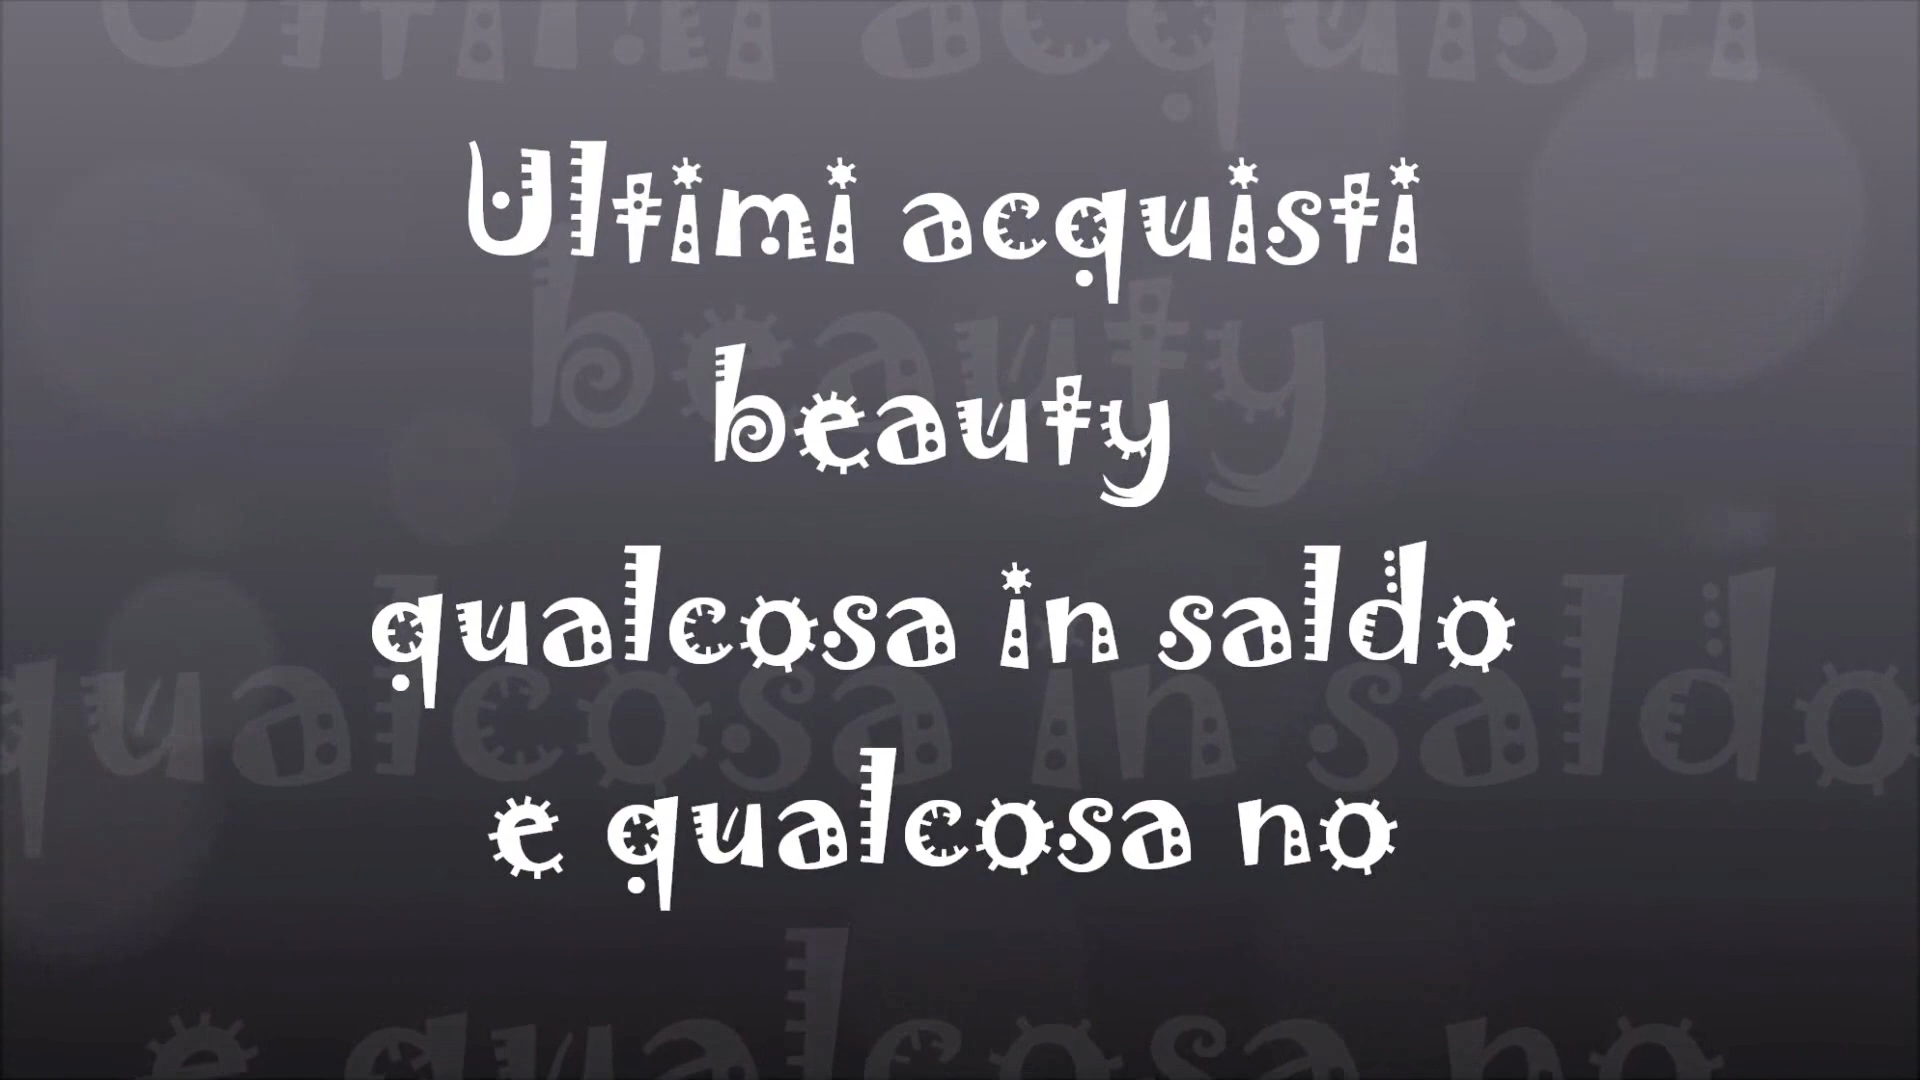 Ultimi acquisti
beauty
qualcosa in saldo
e qualcosa no